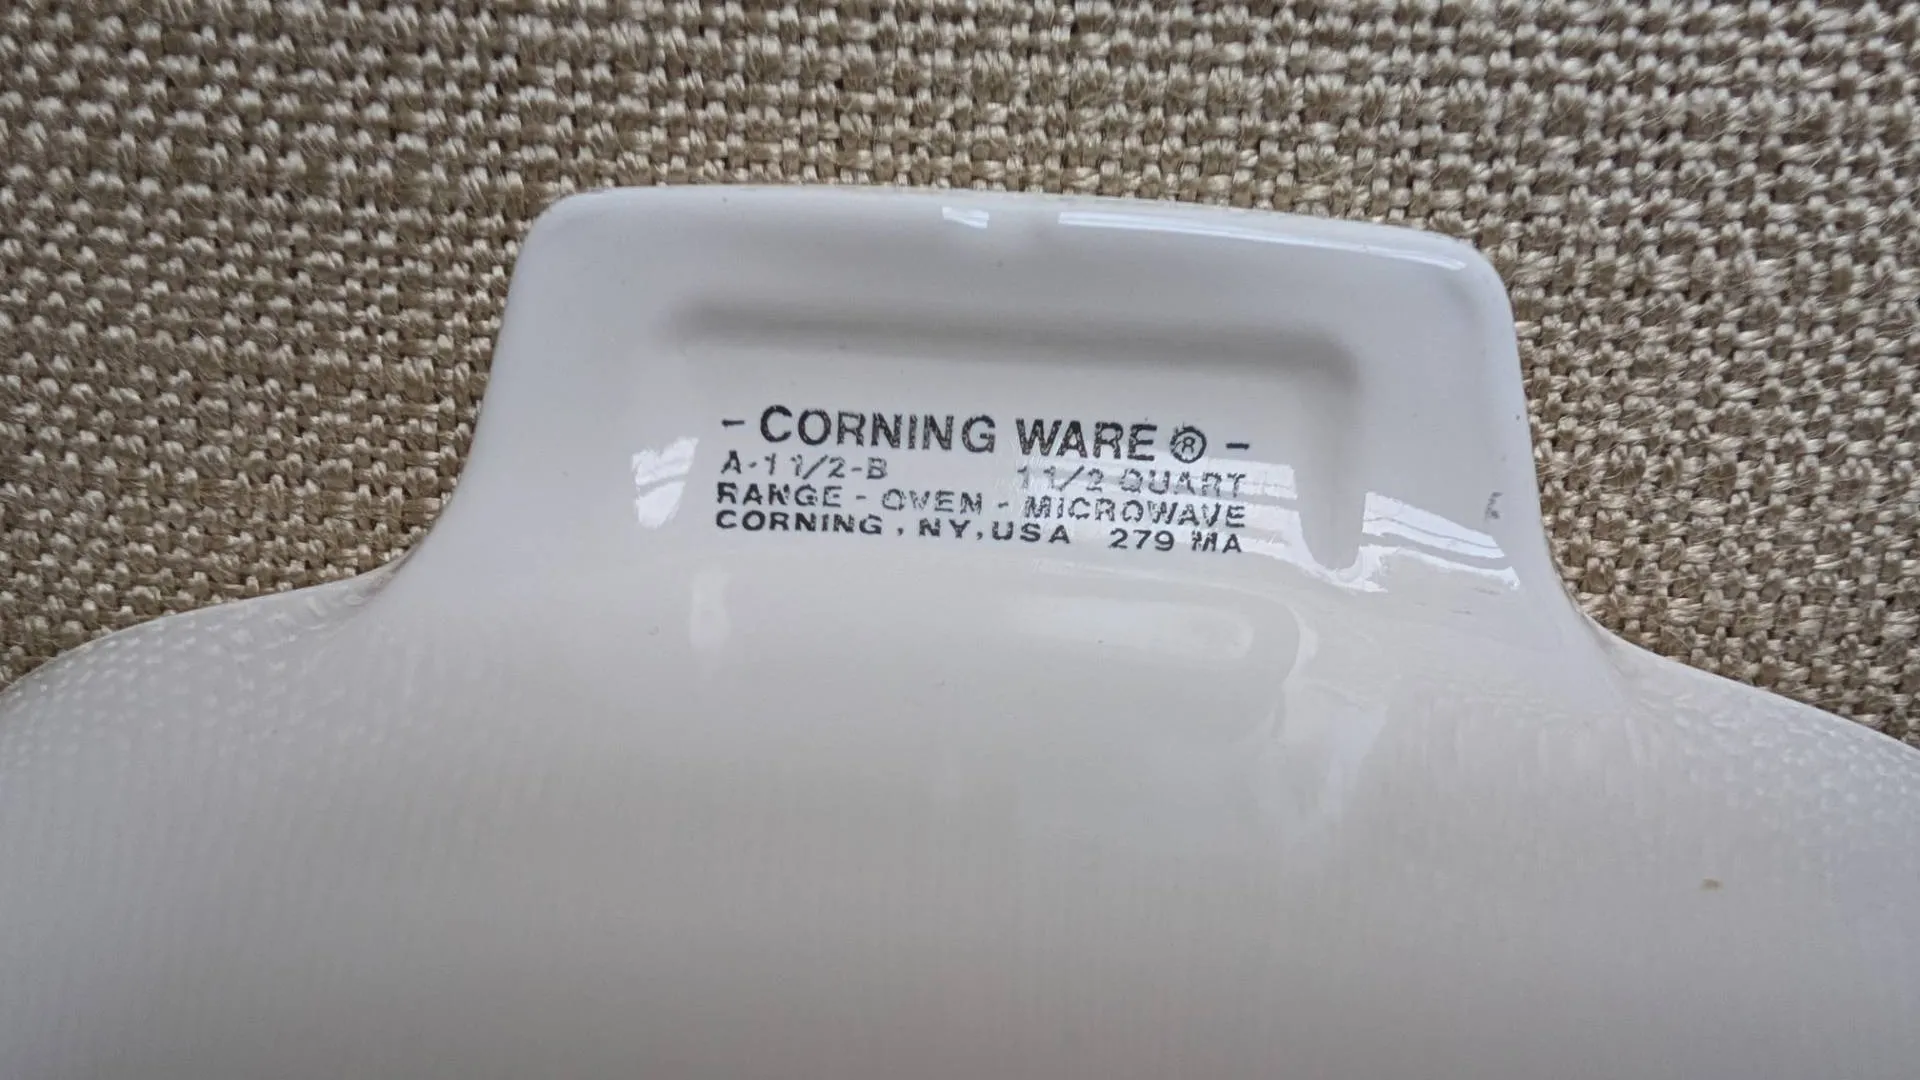 - CORNING WARE ® -
A-1 1/2-B 1 1/2 QUART
RANGE - OVEN - MICROWAVE
CORNING, NY, USA 279 MA